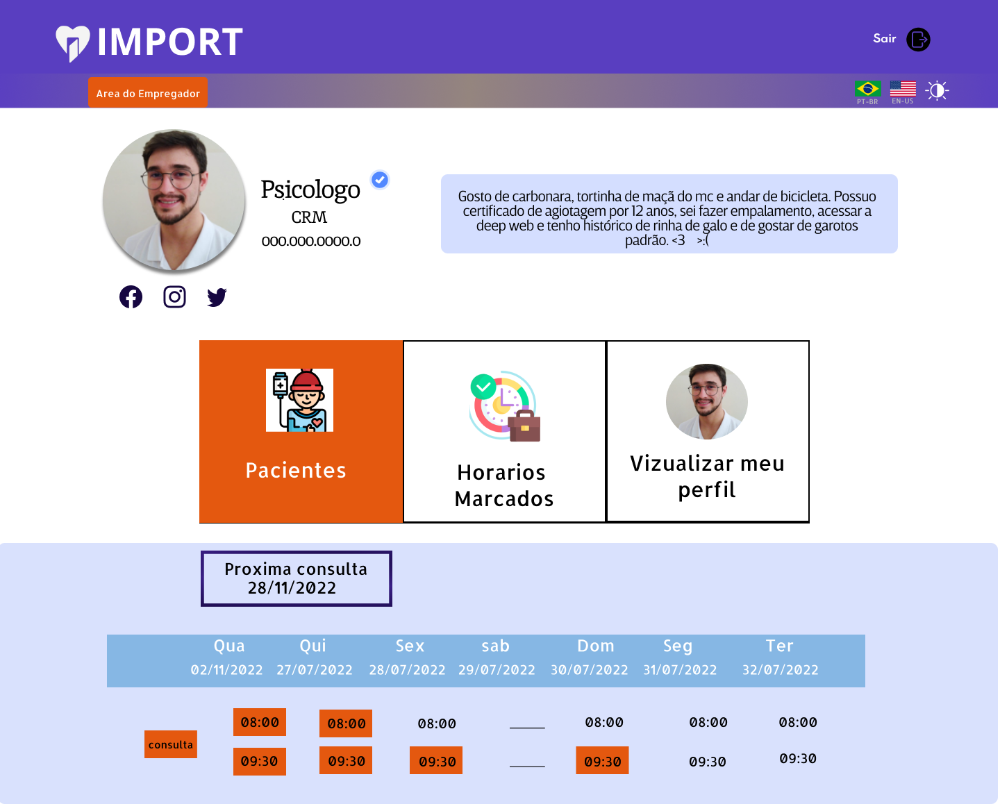 IMPORT
Sair
Area do Empregador
PT-BR
EN-US
Psicologo
CRM
000.000.0000.0
Gosto de carbonara, tortinha de maçã do mc e andar de bicicleta. Possuo
certificado de agiotagem por 12 anos, sei fazer empalamento, acessar a
deep web e tenho histórico de rinha de galo e de gostar de garotos
padrão. <3 >:(
Pacientes
Horarios
Marcados
Vizualizar meu
perfil
Proxima consulta
28/11/2022
Qua Qui Sex sab Dom Seg Ter
02/11/2022 27/07/2022 28/07/2022 29/07/2022 30/07/2022 31/07/2022 32/07/2022
08:00 08:00 08:00 _____ 08:00 08:00 08:00
consulta
09:30 09:30 09:30 _____ 09:30 09:30 09:30